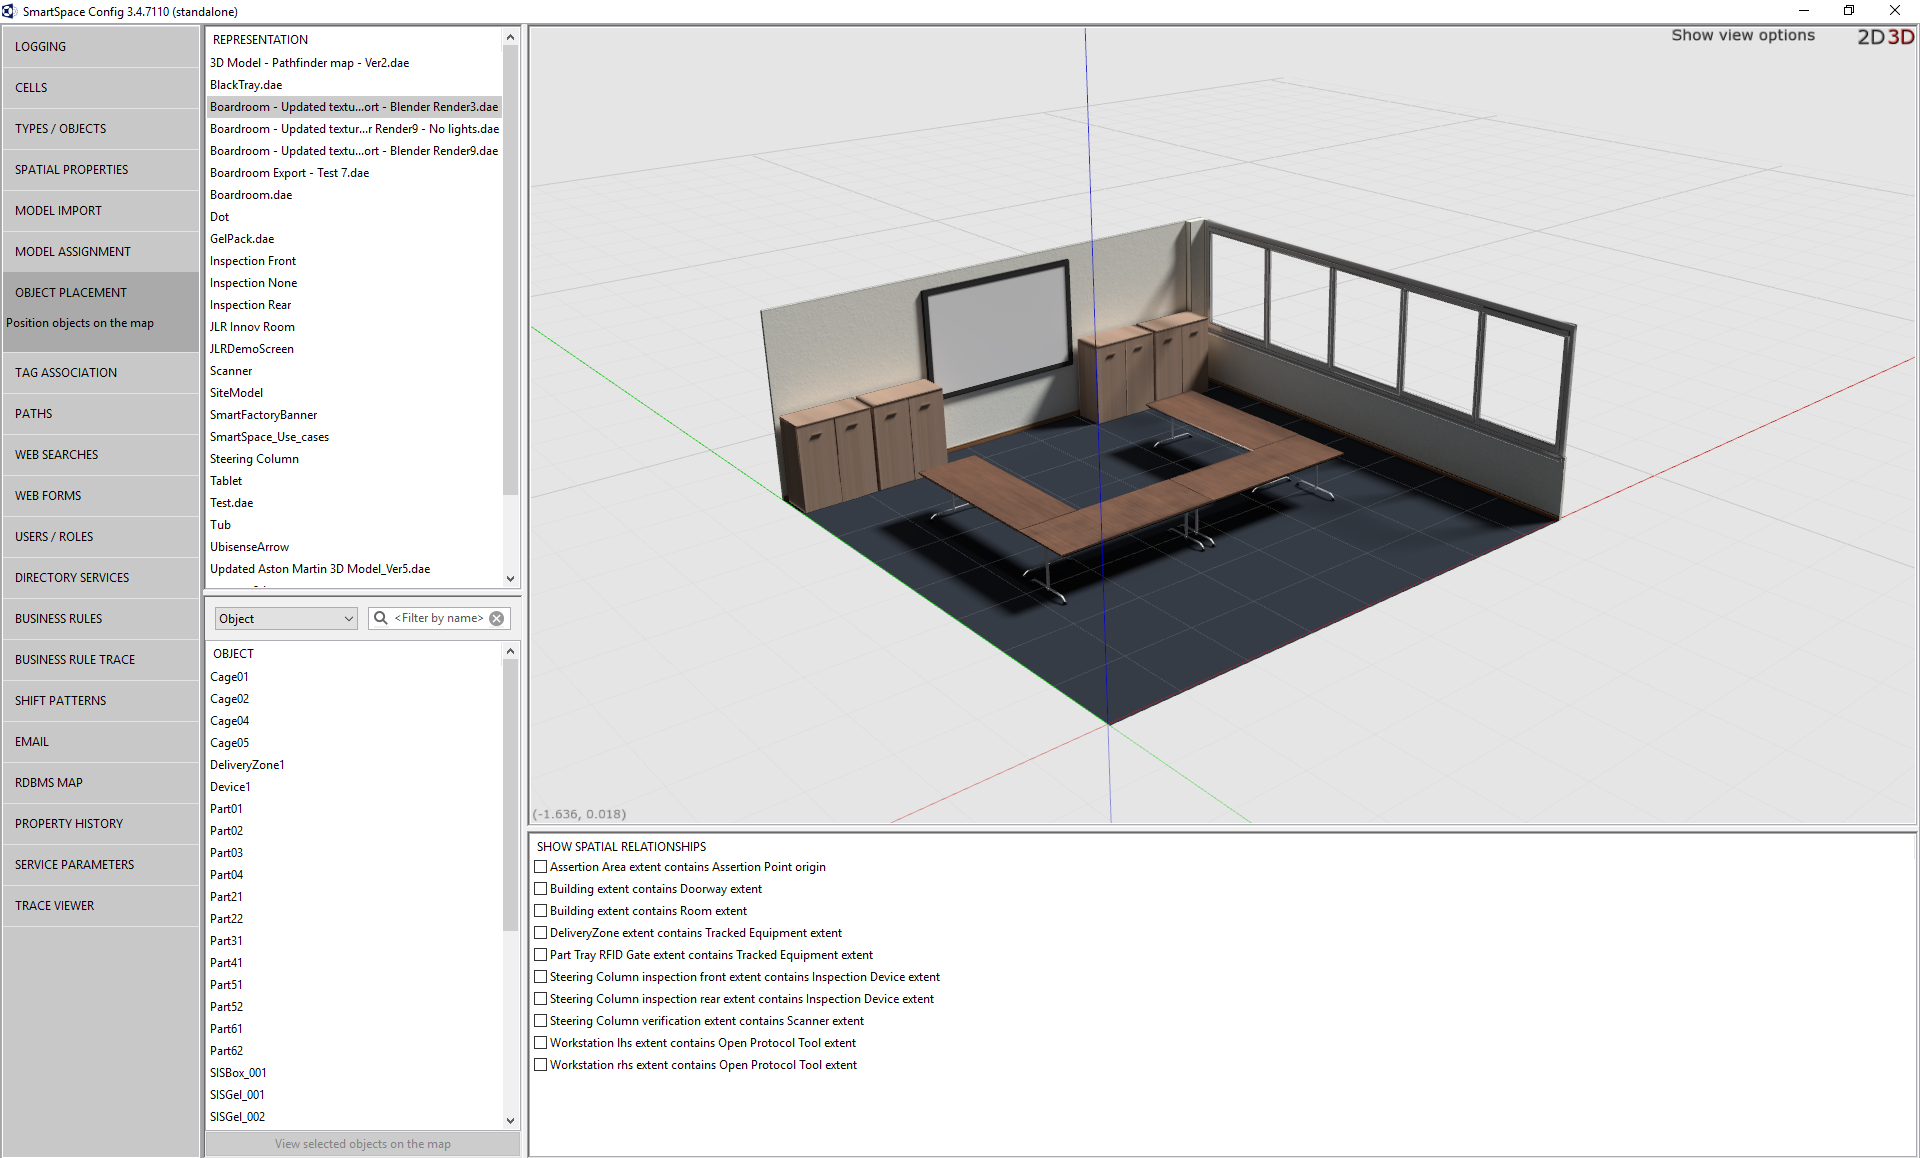 SmartSpace Config 3.4.7110 (standalone)
LOGGING
CELLS
TYPES / OBJECTS
SPATIAL PROPERTIES
MODEL IMPORT
MODEL ASSIGNMENT
OBJECT PLACEMENT
Position objects on the map
TAG ASSOCIATION
PATHS
WEB SEARCHES
WEB FORMS
USERS / ROLES
DIRECTORY SERVICES
BUSINESS RULES
BUSINESS RULE TRACE
SHIFT PATTERNS
EMAIL
RDBMS MAP
PROPERTY HISTORY
SERVICE PARAMETERS
TRACE VIEWER
REPRESENTATION
3D Model - Pathfinder map - Ver2.dae
BlackTray.dae
Boardroom - Updated textu...ort - Blender Render3.dae
Boardroom - Updated textur...r Render9 - No lights.dae
Boardroom - Updated textu...ort - Blender Render9.dae
Boardroom Export - Test 7.dae
Boardroom.dae
Dot
GelPack.dae
Inspection Front
Inspection None
Inspection Rear
JLR Innov Room
JLRDemoScreen
Scanner
SiteModel
SmartFactoryBanner
SmartSpace_Use_cases
Steering Column
Tablet
Test.dae
Tub
UbisenseArrow
Updated Aston Martin 3D Model_Ver5.dae
Object
<Filter by name>
OBJECT
Cage01
Cage02
Cage04
Cage05
DeliveryZone1
Device1
Part01
Part02
Part03
Part04
Part21
Part22
Part31
Part41
Part51
Part52
Part61
Part62
SISBox_001
SISGel_001
SISGel_002
View selected objects on the map
Show view options
2D 3D
(-1.636, 0.018)
SHOW SPATIAL RELATIONSHIPS
Assertion Area extent contains Assertion Point origin
Building extent contains Doorway extent
Building extent contains Room extent
DeliveryZone extent contains Tracked Equipment extent
Part Tray RFID Gate extent contains Tracked Equipment extent
Steering Column inspection front extent contains Inspection Device extent
Steering Column inspection rear extent contains Inspection Device extent
Steering Column verification extent contains Scanner extent
Workstation lhs extent contains Open Protocol Tool extent
Workstation rhs extent contains Open Protocol Tool extent